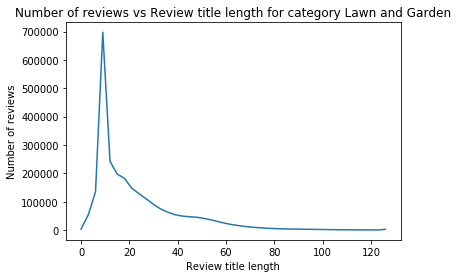 Number of reviews vs Review title length for category Lawn and Garden
Number of reviews
700000
600000
500000
400000
300000
200000
100000
0
0 20 40 60 80 100 120
Review title length